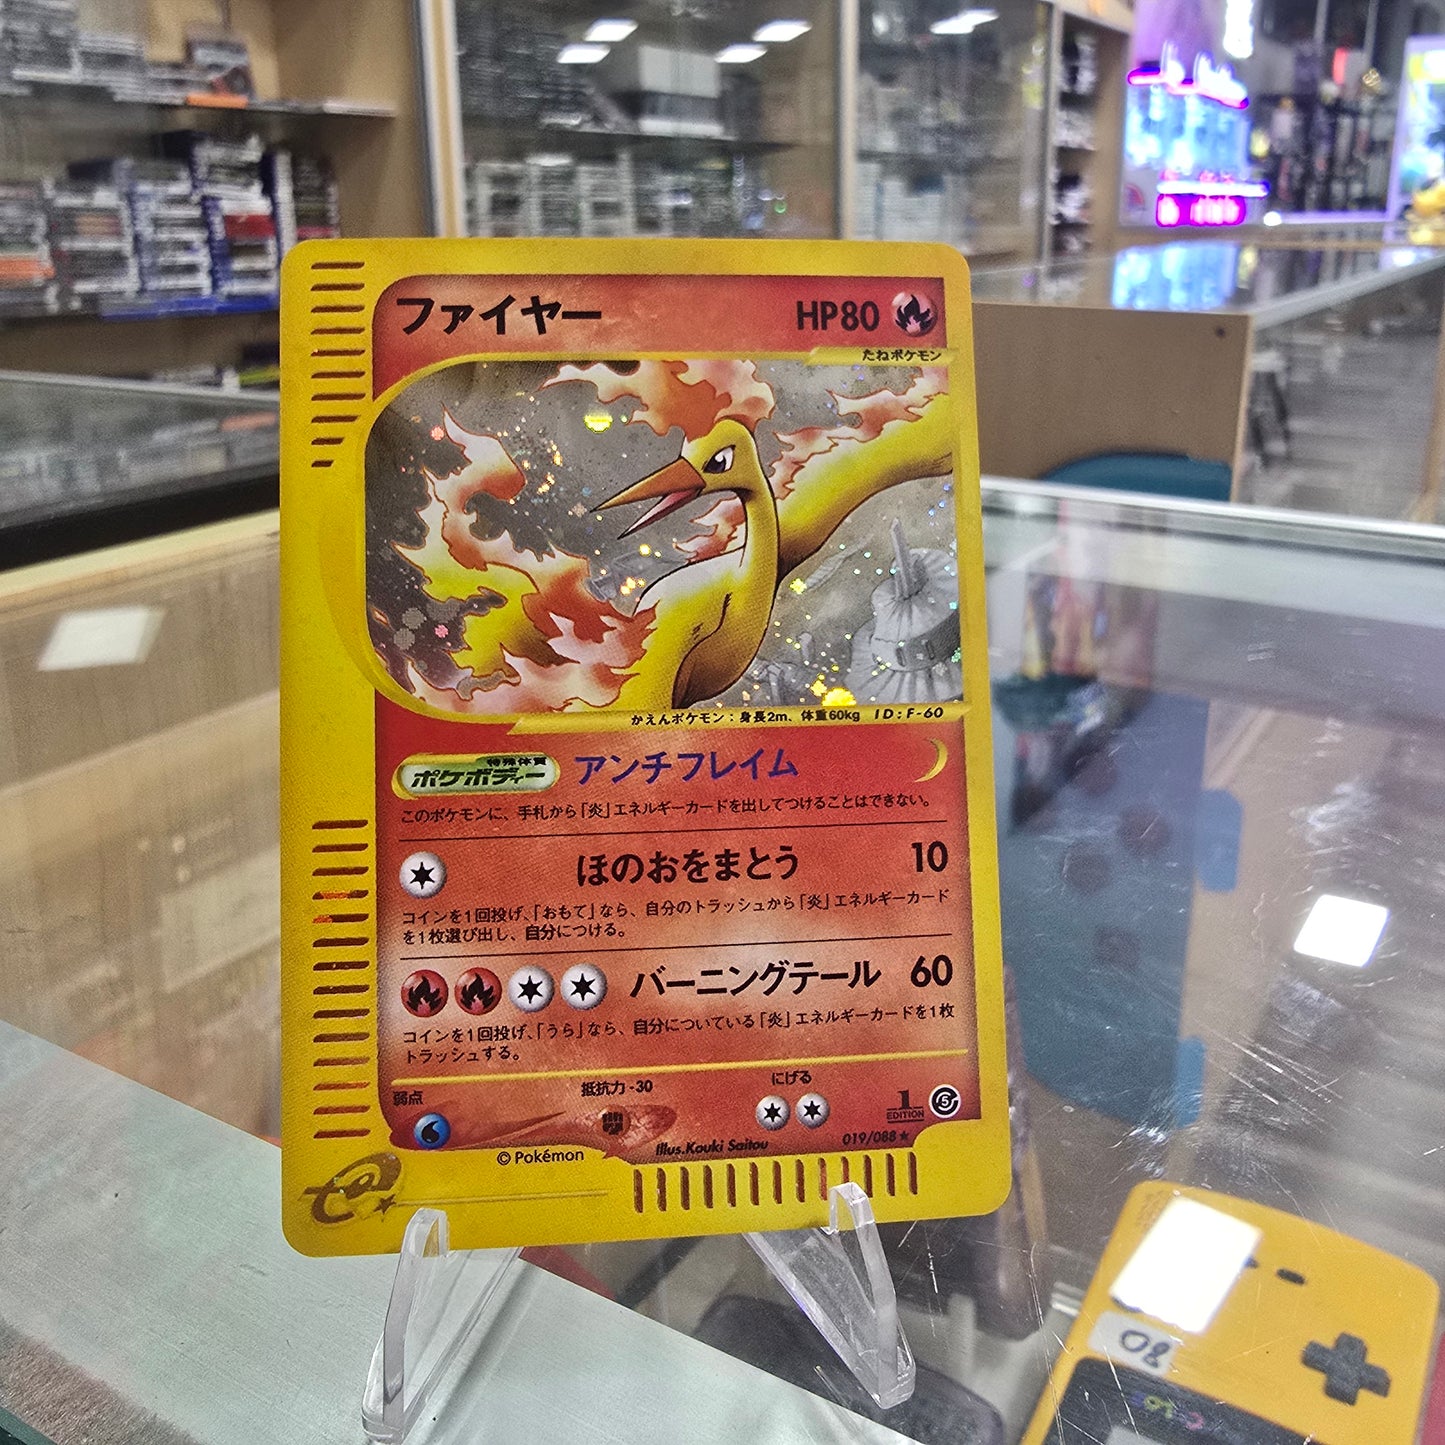 ファイヤー
HP80
たねポケモン
かえんポケモン：身長2m、体重60kg ID:F-60
特殊体質
ポケボディー
アンチフレイム
このポケモンに、手札から「炎」エネルギーカードを出してつけることはできない。
ほのおをまとう 10
コインを1回投げ、「おもて」なら、自分のトラッシュから「炎」エネルギーカード
を1枚選び出し、自分につける。
バーニングテール 60
コインを1回投げ、「うら」なら、自分についている「炎」エネルギーカードを1枚
トラッシュする。
弱点
抵抗力-30
にげる
1
EDITION
5
© Pokémon
Illus.Kouki Saitou
019/088★
e
80